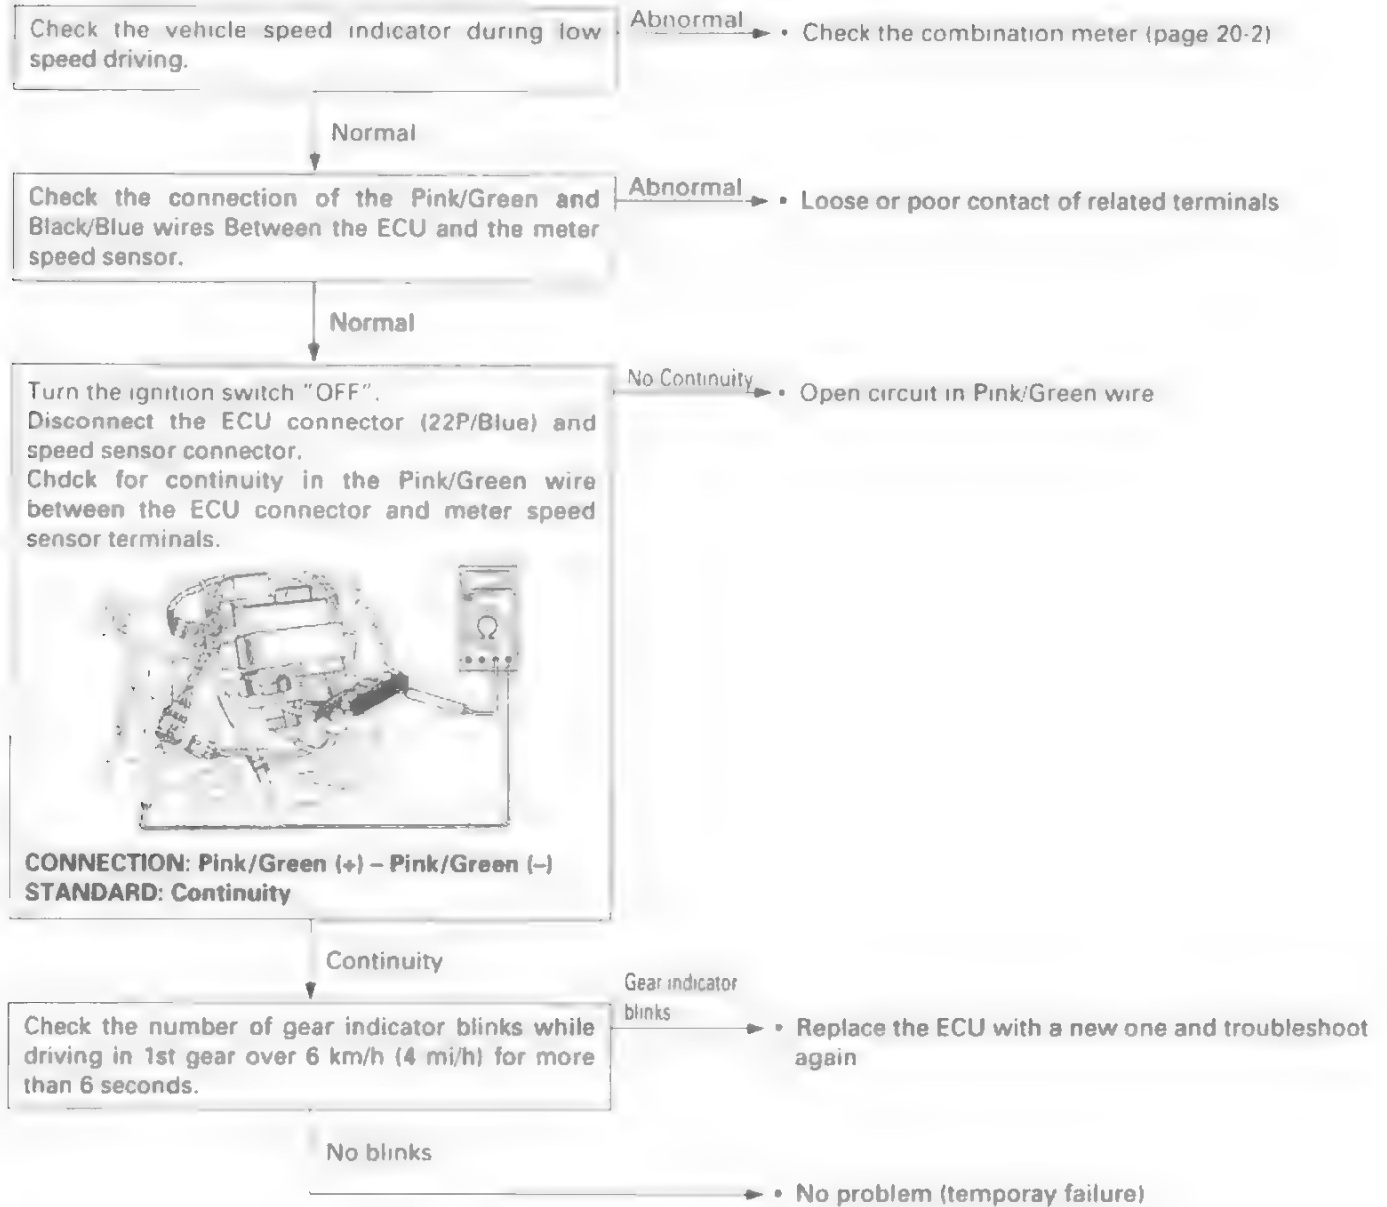 Check the vehicle speed indicator during low
speed driving.
Abnormal
• Check the combination meter (page 20-2)
Normal
Check the connection of the Pink/Green and
Black/Blue wires Between the ECU and the meter
speed sensor.
Abnormal
• Loose or poor contact of related terminals
Normal
Turn the ignition switch "OFF".
Disconnect the ECU connector (22P/Blue) and
speed sensor connector.
Chdck for continuity in the Pink/Green wire
between the ECU connector and meter speed
sensor terminals.
No Continuity
• Open circuit in Pink/Green wire
Ω
CONNECTION: Pink/Green (+) – Pink/Green (–)
STANDARD: Continuity
Continuity
Check the number of gear indicator blinks while
driving in 1st gear over 6 km/h (4 mi/h) for more
than 6 seconds.
Gear indicator
blinks
• Replace the ECU with a new one and troubleshoot
again
No blinks
• No problem (temporay failure)